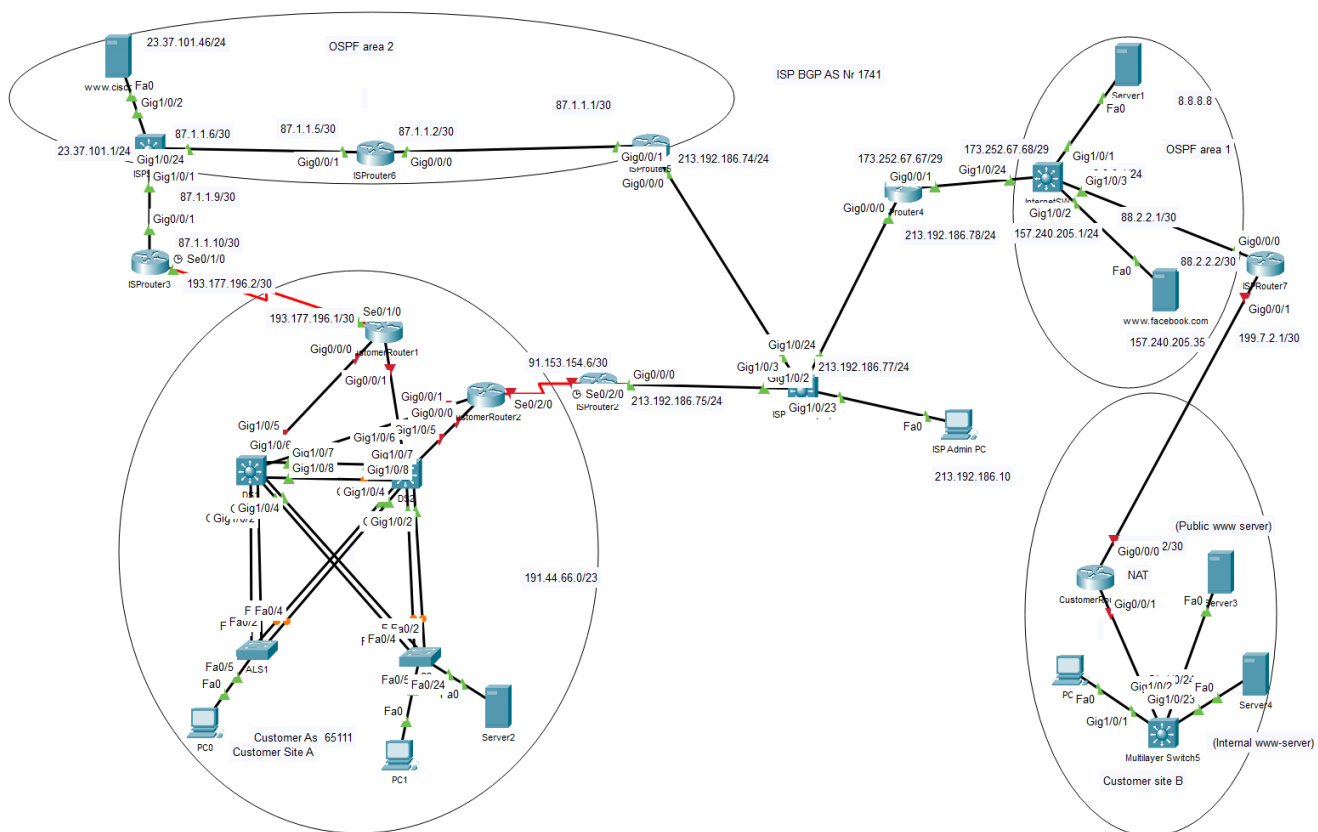 23.37.101.46/24
OSPF area 2
ISP BGP AS Nr 1741
Fa0
www.cisc
Gig1/0/2
87.1.1.6/30
87.1.1.5/30
87.1.1.2/30
87.1.1.1/30
23.37.101.1/24
Gig1/0/24
Gig0/0/1
Gig0/0/0
ISProuter6
Gig0/0/1
213.192.186.74/24
Gig0/0/0
Gig1/0/1
87.1.1.9/30
Gig0/0/1
87.1.1.10/30
Se0/1/0
ISProuter3
193.177.196.2/30
Server1
Fa0
8.8.8.8
OSPF area 1
173.252.67.67/29
173.252.67.68/29
Gig0/0/1
Gig1/0/24
Gig1/0/1
Gig1/0/3
Gig0/0/0
Router4
Gig1/0/2
88.2.2.1/30
213.192.186.78/24
157.240.205.1/24
Gig0/0/0
88.2.2.2/30
Fa0
ISPRouter7
www.facebook.com
Gig0/0/1
199.7.2.1/30
157.240.205.35
193.177.196.1/30
Se0/1/0
CustomerRouter1
Gig0/0/0
Gig0/0/1
91.153.154.6/30
Gig0/0/0
Se0/2/0
ISProuter2
213.192.186.75/24
Gig1/0/24
Gig1/0/3
Gig1/0/2
213.192.186.77/24
ISP
Gig1/0/23
Fa0
ISP Admin PC
213.192.186.10
Gig0/0/1
Gig0/0/0
CustomerRouter2
Se0/2/0
Gig1/0/5
Gig1/0/6
Gig1/0/6
Gig1/0/5
Gig1/0/7
Gig1/0/7
Gig1/0/8
Gig1/0/8
DS1
DS2
Gig1/0/4
Gig1/0/4
Gig1/0/2
Gig1/0/2
191.44.66.0/23
Fa0/4
Fa0/2
Fa0/2
Fa0/4
Fa0/5
ALS1
Fa0/5
Fa0/24
Fa0
Fa0
Fa0
PC0
Server2
PC1
Customer As 65111
Customer Site A
(Public www server)
Gig0/0/0
2/30
NAT
Gig0/0/1
Fa0
Server3
PC
Fa0
Gig1/0/2
Gig1/0/23
Fa0
Gig1/0/1
Server4
(Internal www-server)
Multilayer Switch5
Customer site B